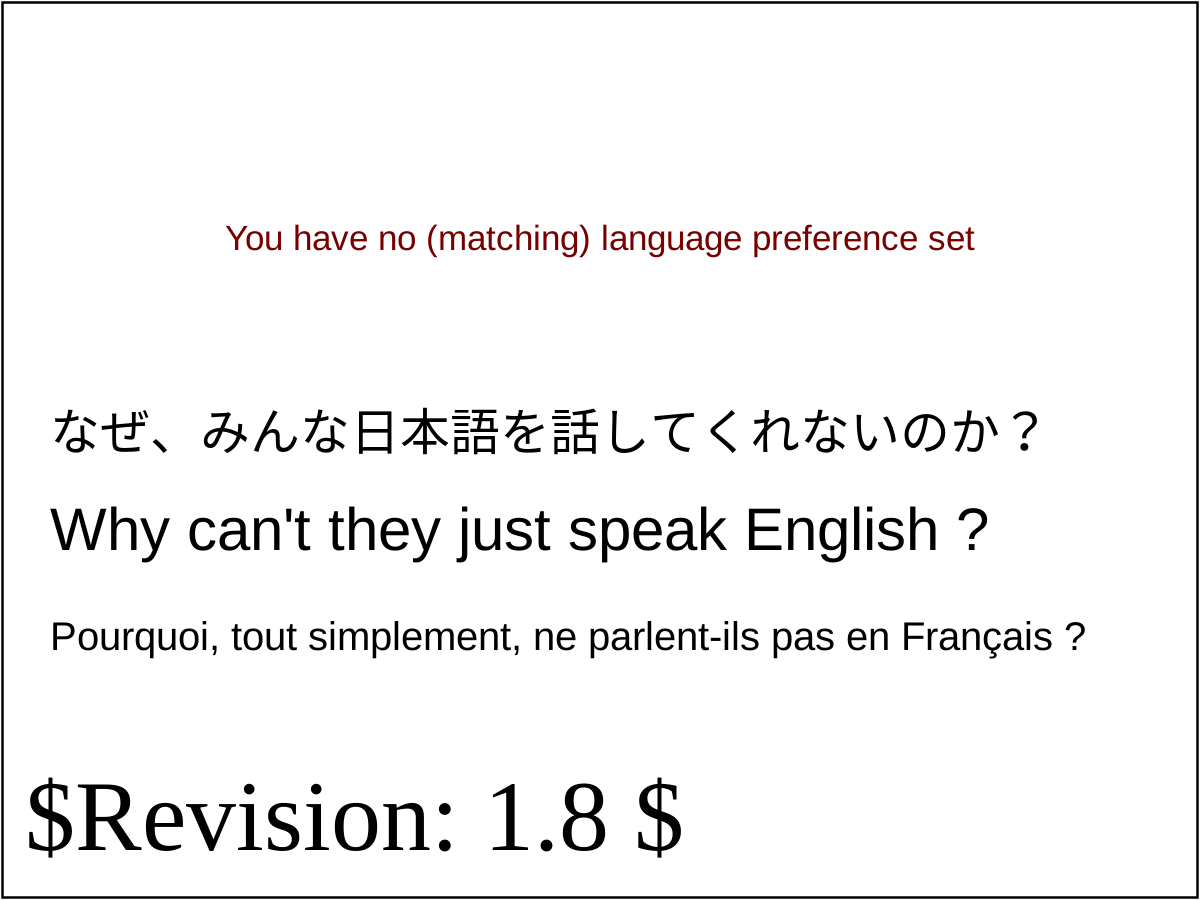 You have no (matching) language preference set
なぜ、みんな日本語を話してくれないのか？
Why can't they just speak English ?
Pourquoi, tout simplement, ne parlent-ils pas en Français ?
$Revision: 1.8 $